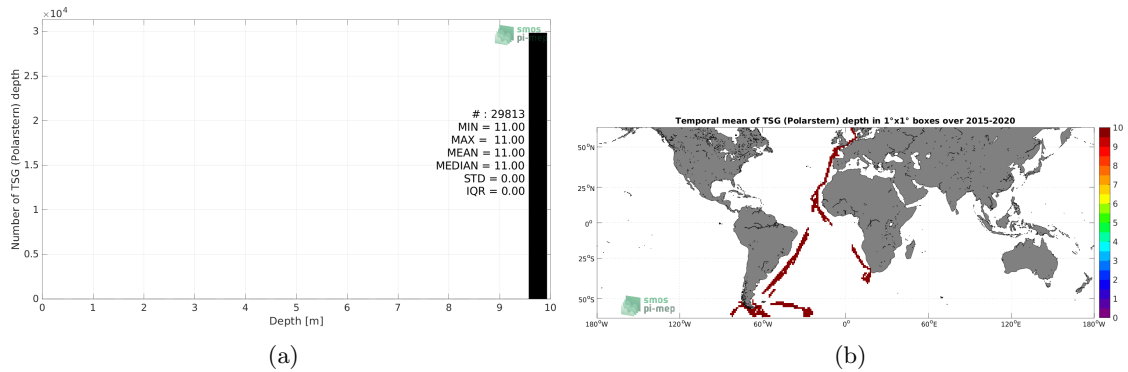 ×10⁴
smos
pi-mep
3
2.5
2
1.5
1
0.5
0
Number of TSG (Polarstern) depth
# : 29813
MIN = 11.00
MAX = 11.00
MEAN = 11.00
MEDIAN = 11.00
STD = 0.00
IQR = 0.00
0 1 2 3 4 5 6 7 8 9 10
Depth [m]
(a)
Temporal mean of TSG (Polarstern) depth in 1°x1° boxes over 2015-2020
50°N
25°N
0°
25°S
50°S
180°W 120°W 60°W 0°E 60°E 120°E 180°E
smos
pi-mep
10
9
8
7
6
5
4
3
2
1
0
(b)